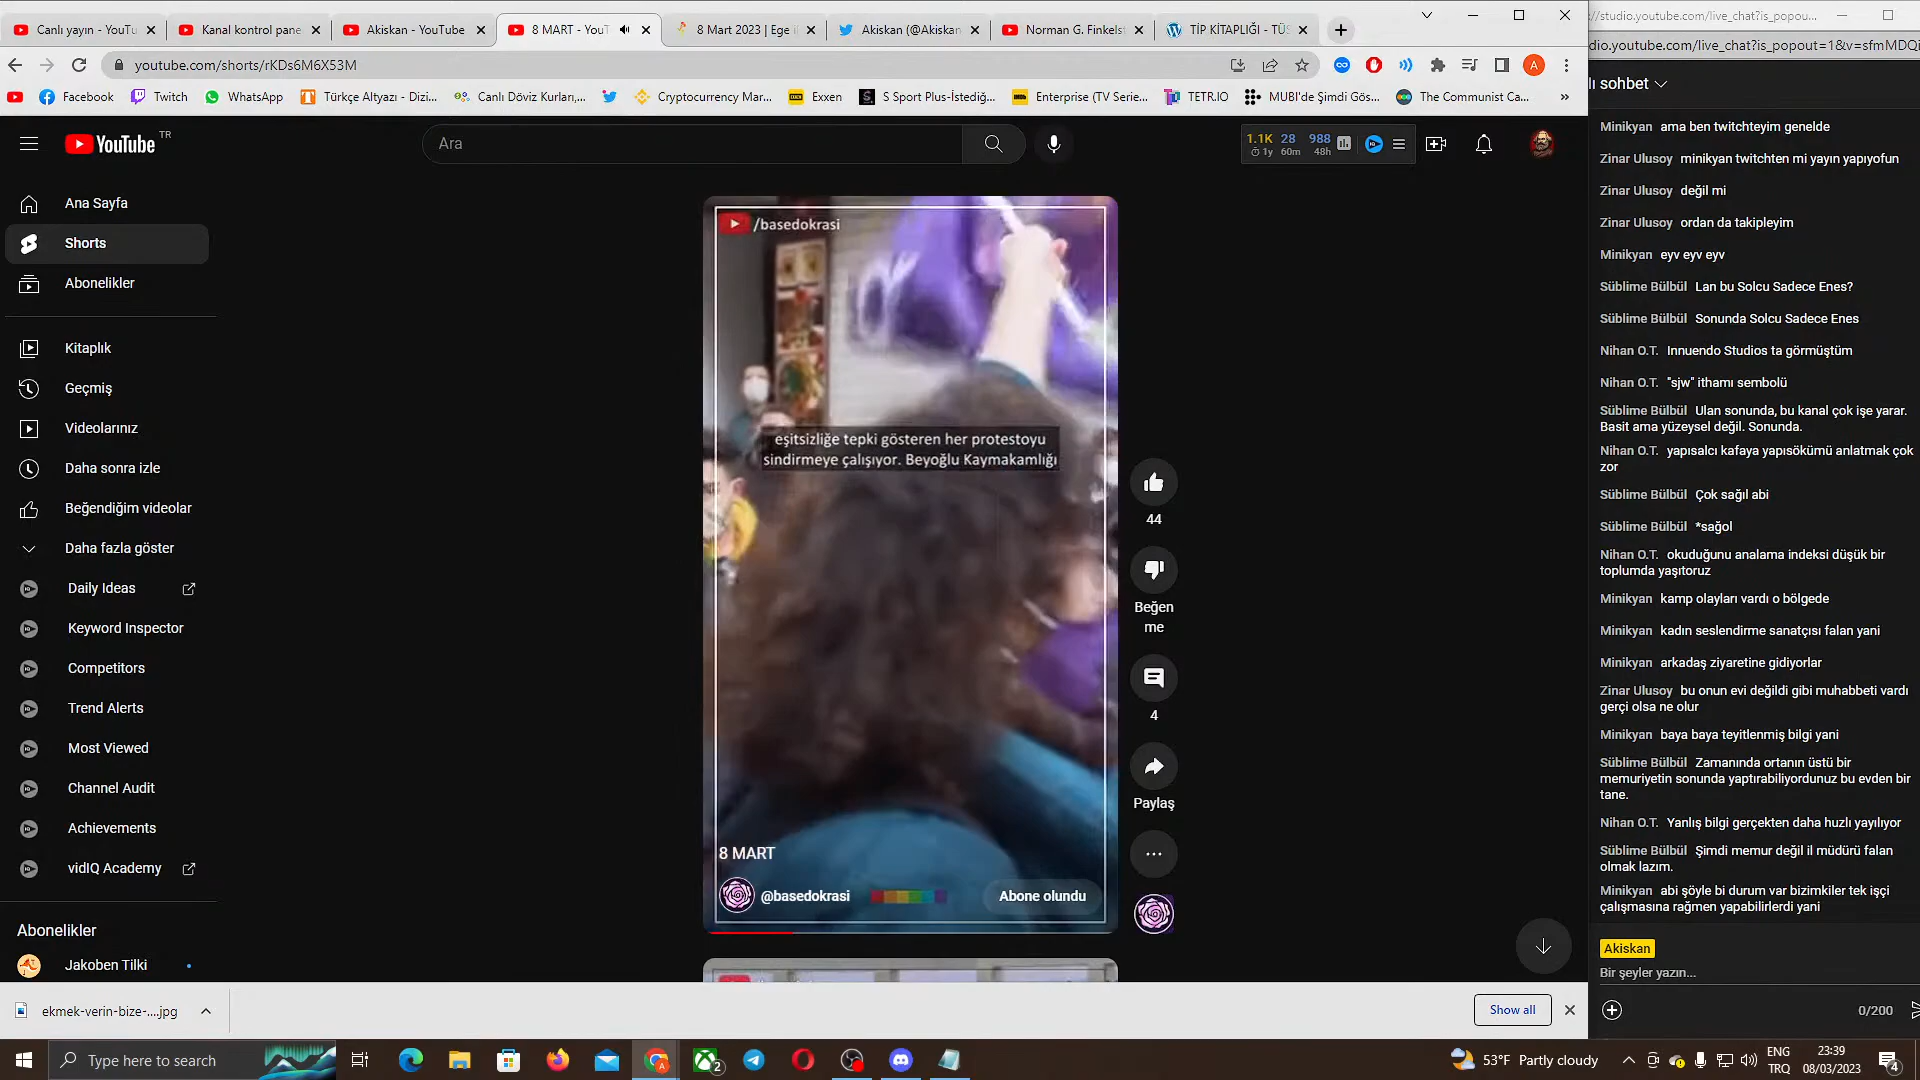 Canlı yayın - YouTu
Kanal kontrol pane
Akiskan - YouTube
8 MART - YouT
8 Mart 2023 | Ege il
Akiskan (@Akiskan
Norman G. Finkelst
TİP KİTAPLIĞI - TÜS
/studio.youtube.com/live_chat?is_popou...
youtube.com/shorts/rKDs6M6X53M
A
dio.youtube.com/live_chat?is_popout=1&v=sfmMDQi
Facebook
Twitch
WhatsApp
Türkçe Altyazı - Dizi...
Canlı Döviz Kurları,...
Cryptocurrency Mar...
Exxen
S Sport Plus-İstediğ...
Enterprise (TV Serie...
TETR.IO
MUBI'de Şimdi Gös...
The Communist Ca...
»
lı sohbet
YouTube TR
Ara
1.1K 28 988
1y 60m 48h
Ana Sayfa
Shorts
Abonelikler
Kitaplık
Geçmiş
Videolarınız
Daha sonra izle
Beğendiğim videolar
Daha fazla göster
Daily Ideas
Keyword Inspector
Competitors
Trend Alerts
Most Viewed
Channel Audit
Achievements
vidIQ Academy
Abonelikler
Jakoben Tilki
/basedokrasi
eşitsizliğe tepki gösteren her protestoyu
sindirmeye çalışıyor. Beyoğlu Kaymakamlığı
8 MART
@basedokrasi
Abone olundu
44
Beğen
me
4
Paylaş
Minikyan ama ben twitchteyim genelde
Zinar Ulusoy minikyan twitchten mi yayın yapıyofun
Zinar Ulusoy değil mi
Zinar Ulusoy ordan da takipleyim
Minikyan eyv eyv eyv
Süblime Bülbül Lan bu Solcu Sadece Enes?
Süblime Bülbül Sonunda Solcu Sadece Enes
Nihan O.T. Innuendo Studios ta görmüştüm
Nihan O.T. "sjw" ithamı sembolü
Süblime Bülbül Ulan sonunda, bu kanal çok işe yarar.
Basit ama yüzeysel değil. Sonunda.
Nihan O.T. yapısalcı kafaya yapısökümü anlatmak çok
zor
Süblime Bülbül Çok sağıl abi
Süblime Bülbül *sağol
Nihan O.T. okuduğunu analama indeksi düşük bir
toplumda yaşıtoruz
Minikyan kamp olayları vardı o bölgede
Minikyan kadın seslendirme sanatçısı falan yani
Minikyan arkadaş ziyaretine gidiyorlar
Zinar Ulusoy bu onun evi değildi gibi muhabbeti vardı
gerçi olsa ne olur
Minikyan baya baya teyitlenmiş bilgi yani
Süblime Bülbül Zamanında ortanın üstü bir
memuriyetin sonunda yaptırabiliyordunuz bu evden bir
tane.
Nihan O.T. Yanlış bilgi gerçekten daha huzlı yayılıyor
Süblime Bülbül Şimdi memur değil il müdürü falan
olmak lazım.
Minikyan abi şöyle bi durum var bizimkiler tek işçi
çalışmasına rağmen yapabilirlerdi yani
Akiskan
Bir şeyler yazın...
0/200
ekmek-verin-bize-....jpg
Show all
Type here to search
2
53°F Partly cloudy
ENG
TRQ
23:39
08/03/2023
4